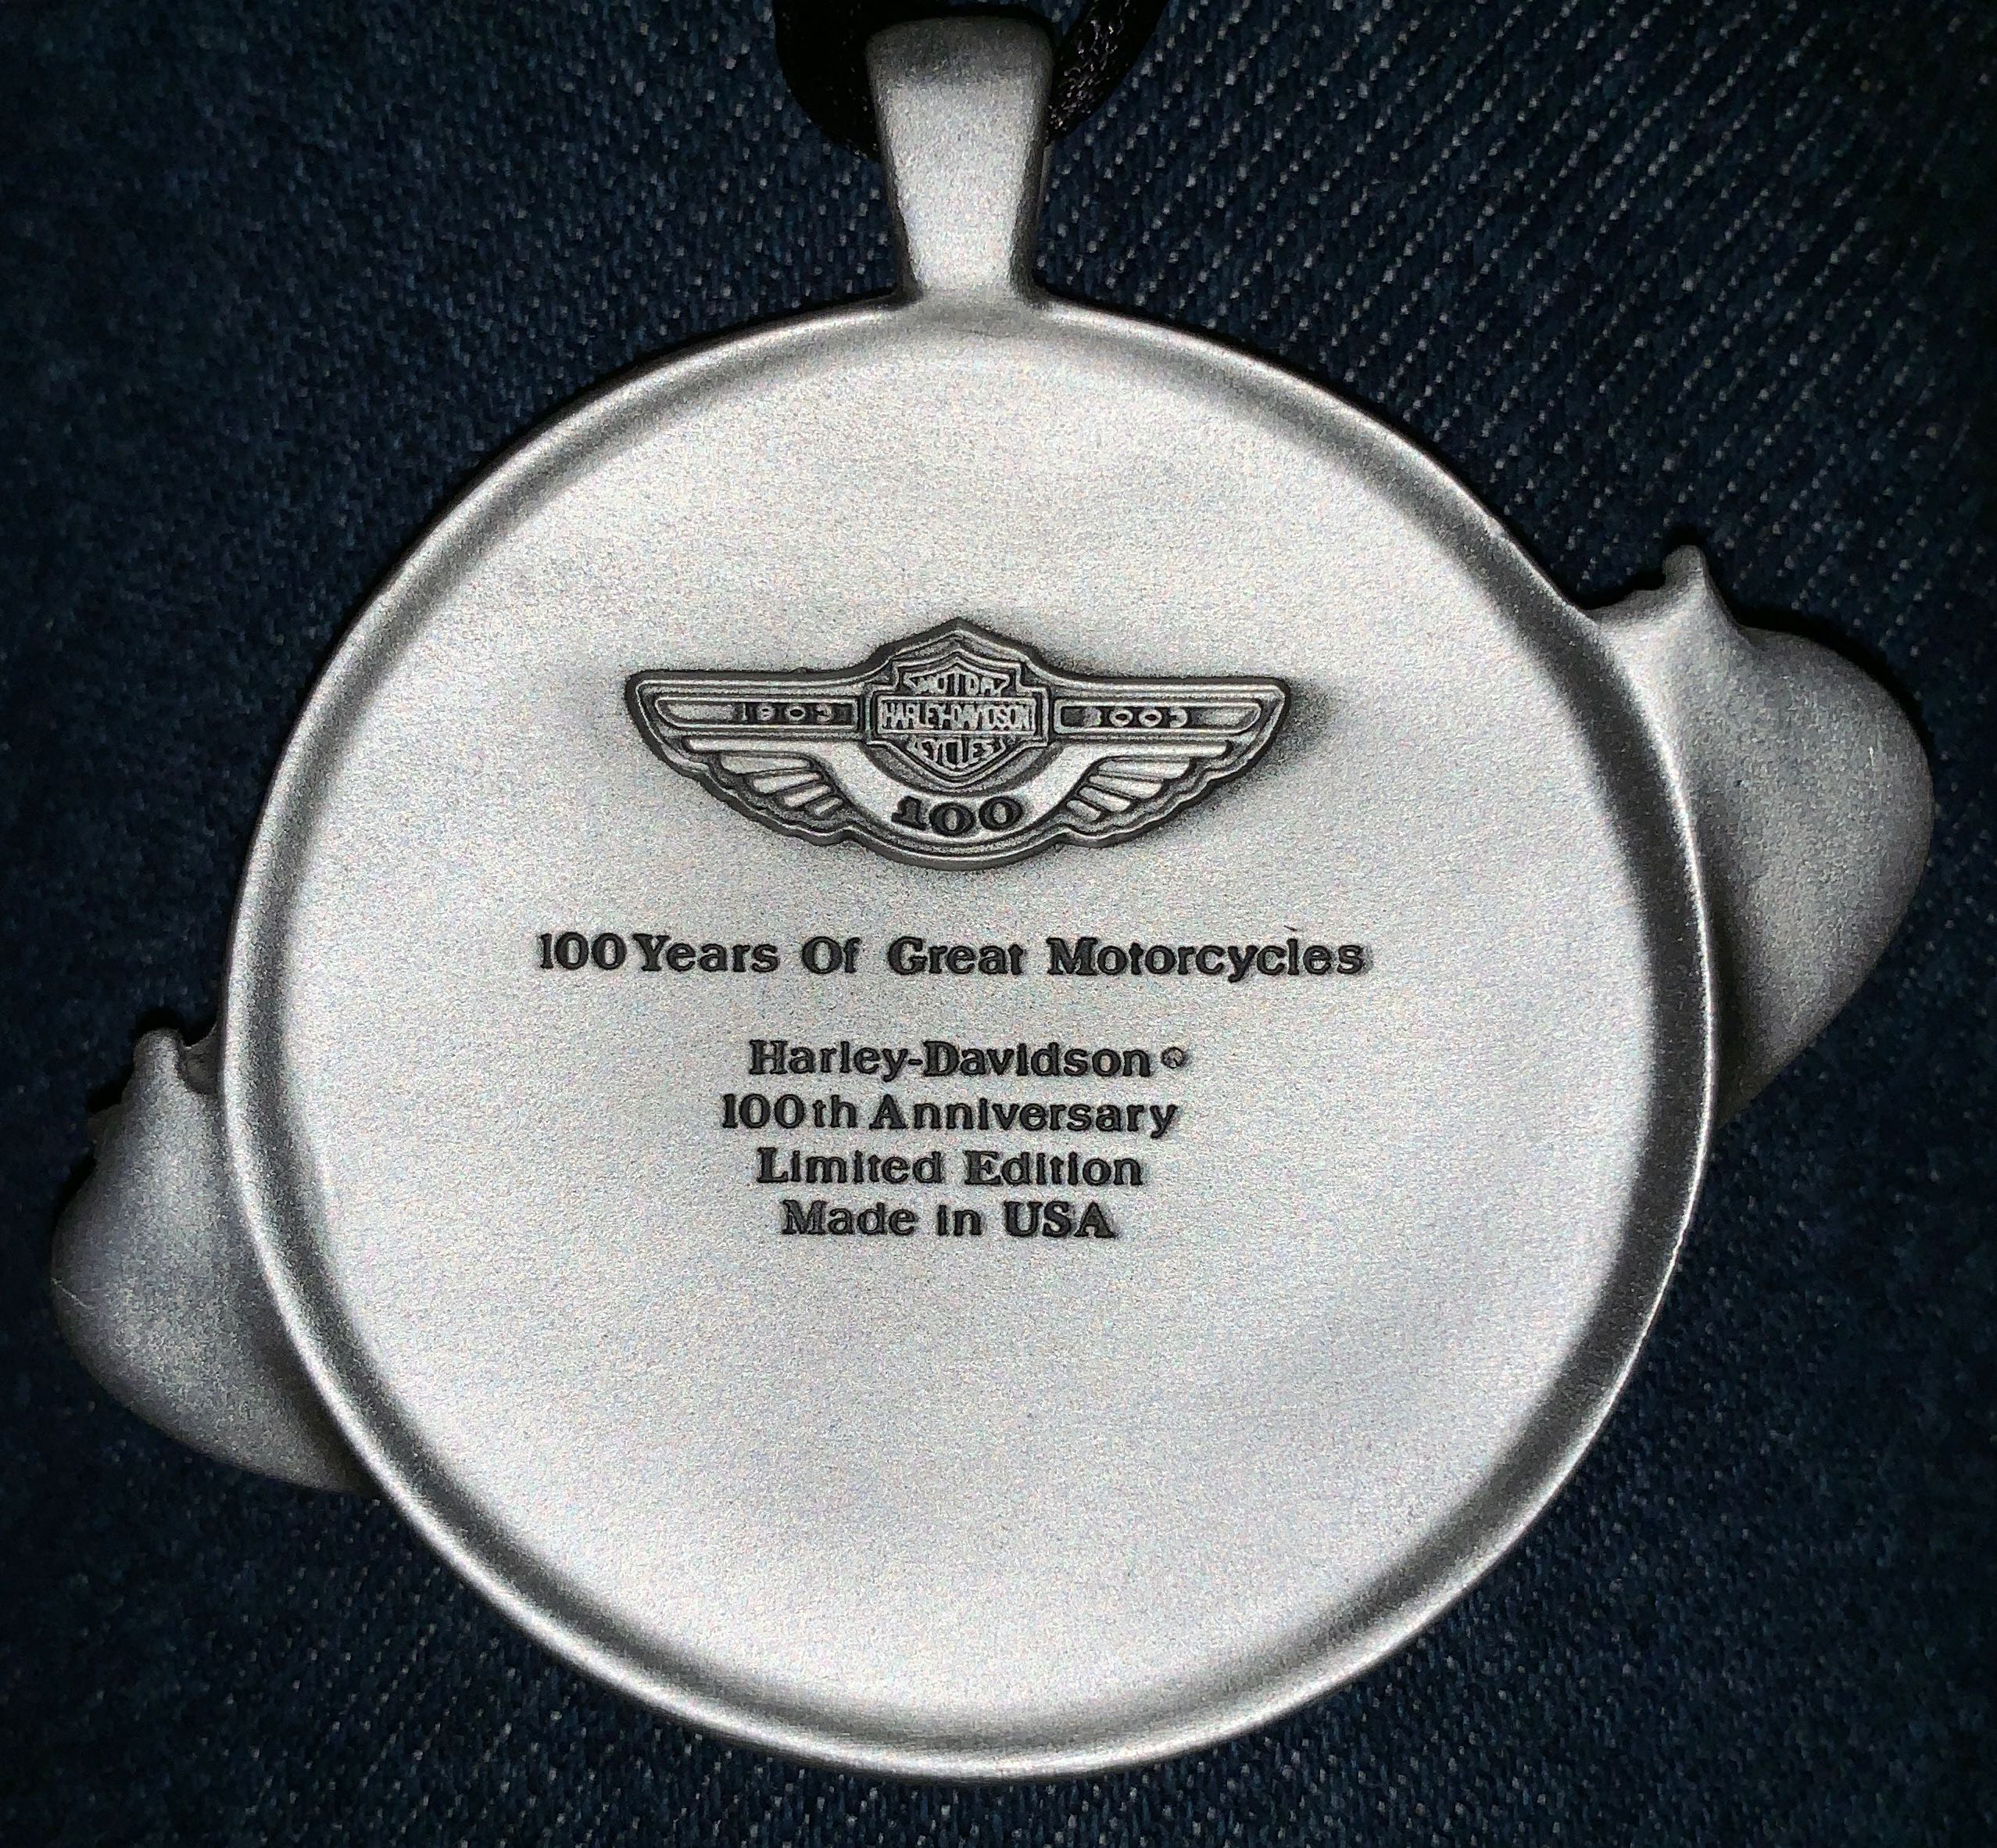 MOTOR
1903 HARLEY-DAVIDSON 2003
CYCLES
100
100 Years Of Great Motorcycles
Harley-Davidson®
100th Anniversary
Limited Edition
Made in USA